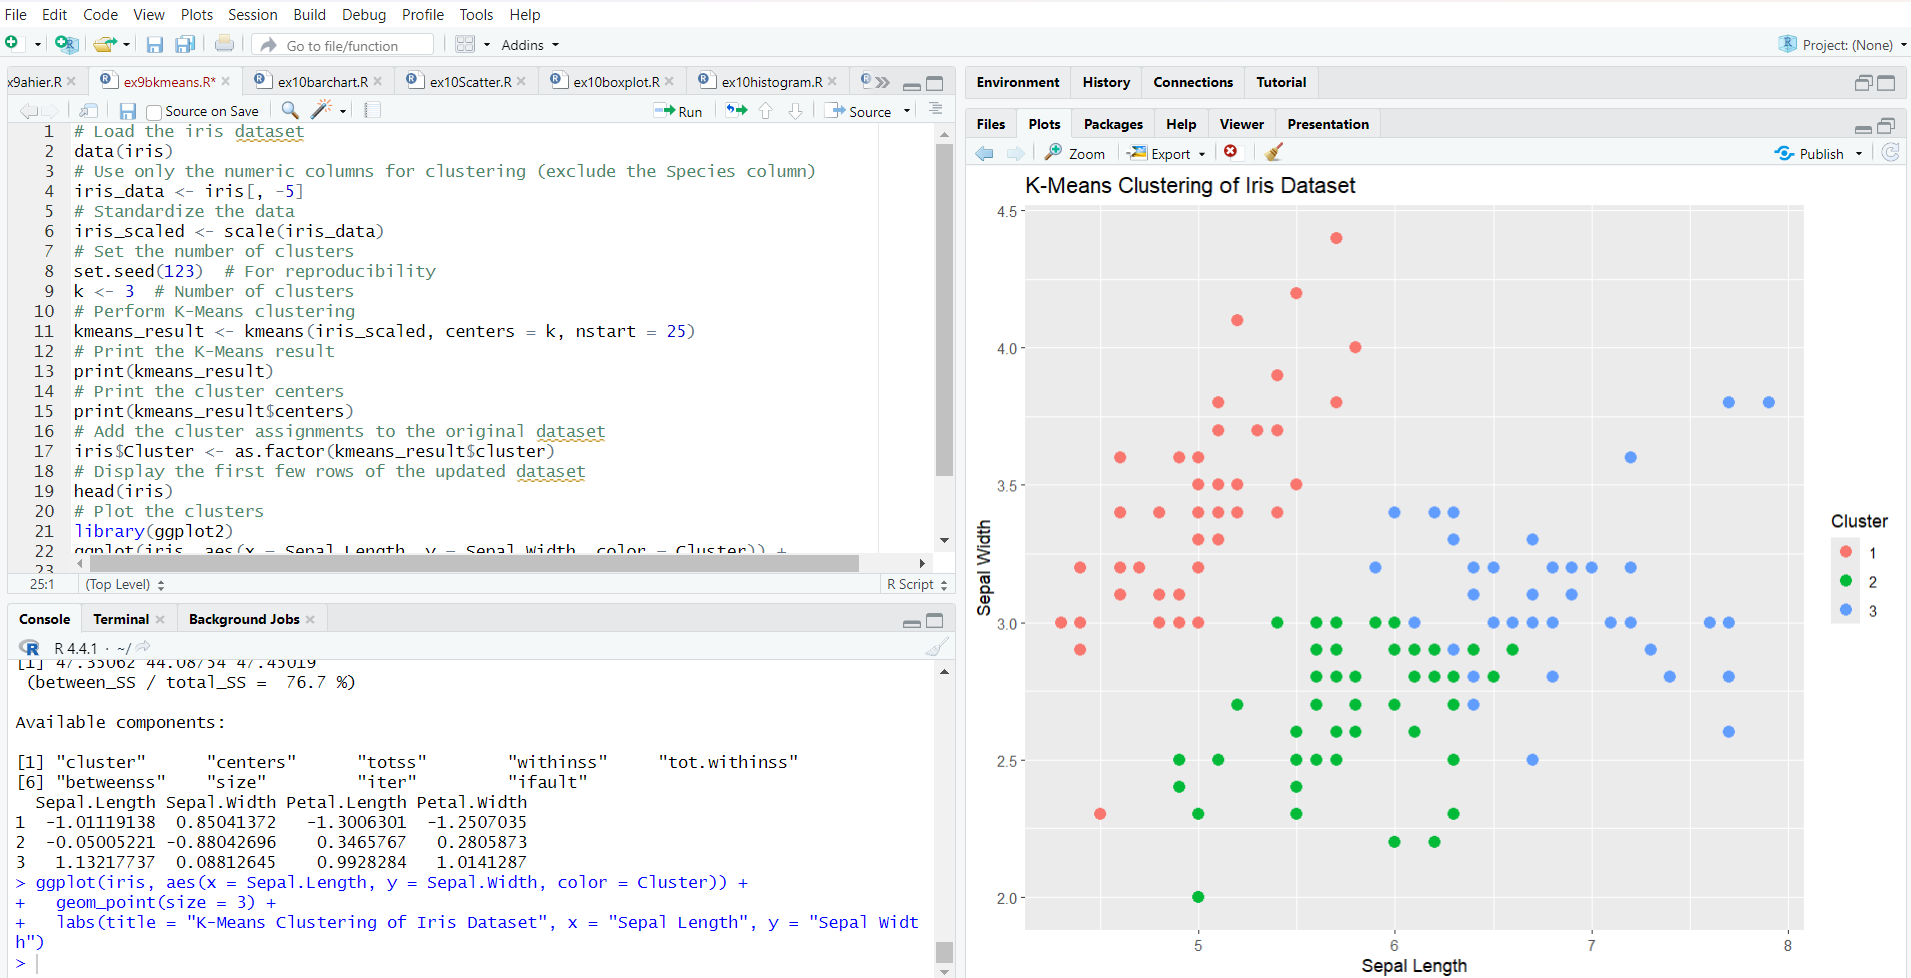 File Edit Code View Plots Session Build Debug Profile Tools Help
Go to file/function Addins Project: (None)
x9ahier.R ex9bkmeans.R* ex10barchart.R ex10Scatter.R ex10boxplot.R ex10histogram.R
Source on Save Run Source
1 # Load the iris dataset
2 data(iris)
3 # Use only the numeric columns for clustering (exclude the Species column)
4 iris_data <- iris[, -5]
5 # Standardize the data
6 iris_scaled <- scale(iris_data)
7 # Set the number of clusters
8 set.seed(123)  # For reproducibility
9 k <- 3  # Number of clusters
10 # Perform K-Means clustering
11 kmeans_result <- kmeans(iris_scaled, centers = k, nstart = 25)
12 # Print the K-Means result
13 print(kmeans_result)
14 # Print the cluster centers
15 print(kmeans_result$centers)
16 # Add the cluster assignments to the original dataset
17 iris$Cluster <- as.factor(kmeans_result$cluster)
18 # Display the first few rows of the updated dataset
19 head(iris)
20 # Plot the clusters
21 library(ggplot2)
22 ggplot(iris, aes(x = Sepal.Length, y = Sepal.Width, color = Cluster)) +
23
25:1 (Top Level) R Script
Console Terminal Background Jobs
R 4.4.1 · ~/
[1] 47.35062 44.08754 47.45019
(between_SS / total_SS =  76.7 %)
Available components:
[1] "cluster" "centers" "totss" "withinss" "tot.withinss"
[6] "betweenss" "size" "iter" "ifault"
Sepal.Length Sepal.Width Petal.Length Petal.Width
1 -1.01119138 0.85041372 -1.3006301 -1.2507035
2 -0.05005221 -0.88042696 0.3465767 0.2805873
3 1.13217737 0.08812645 0.9928284 1.0141287
> ggplot(iris, aes(x = Sepal.Length, y = Sepal.Width, color = Cluster)) +
+   geom_point(size = 3) +
+   labs(title = "K-Means Clustering of Iris Dataset", x = "Sepal Length", y = "Sepal Widt
h")
>
Environment History Connections Tutorial
Files Plots Packages Help Viewer Presentation
Zoom Export Publish
K-Means Clustering of Iris Dataset
4.5
4.0
3.5
3.0
2.5
2.0
Sepal Width
5 6 7 8
Sepal Length
Cluster
1
2
3